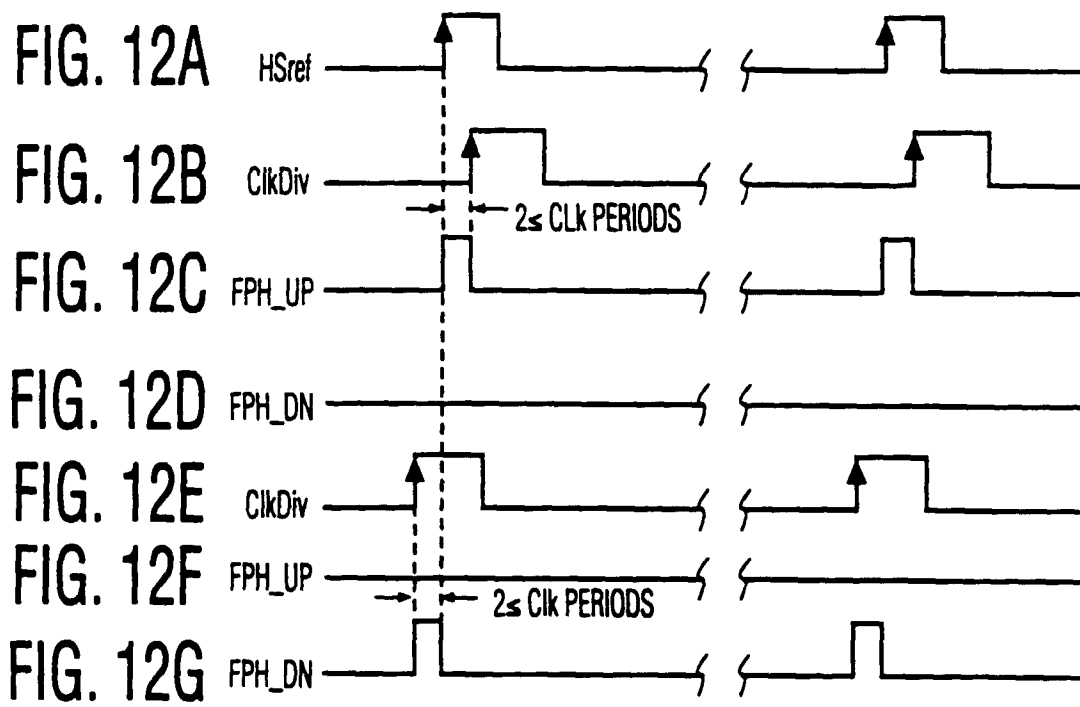 FIG. 12A HSref
FIG. 12B ClkDiv
2≤ CLk PERIODS
FIG. 12C FPH_UP
FIG. 12D FPH_DN
FIG. 12E ClkDiv
FIG. 12F FPH_UP
2≤ Clk PERIODS
FIG. 12G FPH_DN